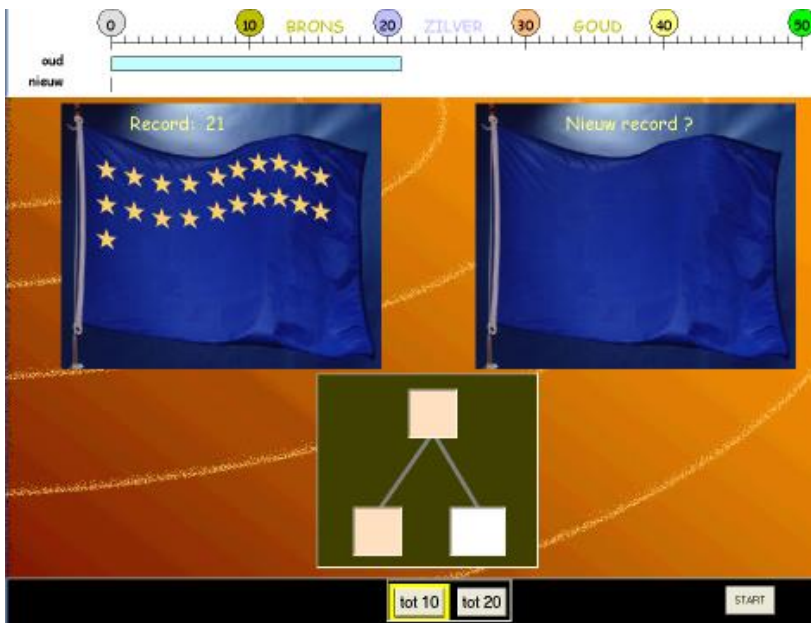 0 10 BRONS 20 ZILVER 30 GOUD 40 50
oud
nieuw
Record: 21
Nieuw record ?
tot 10 tot 20 START